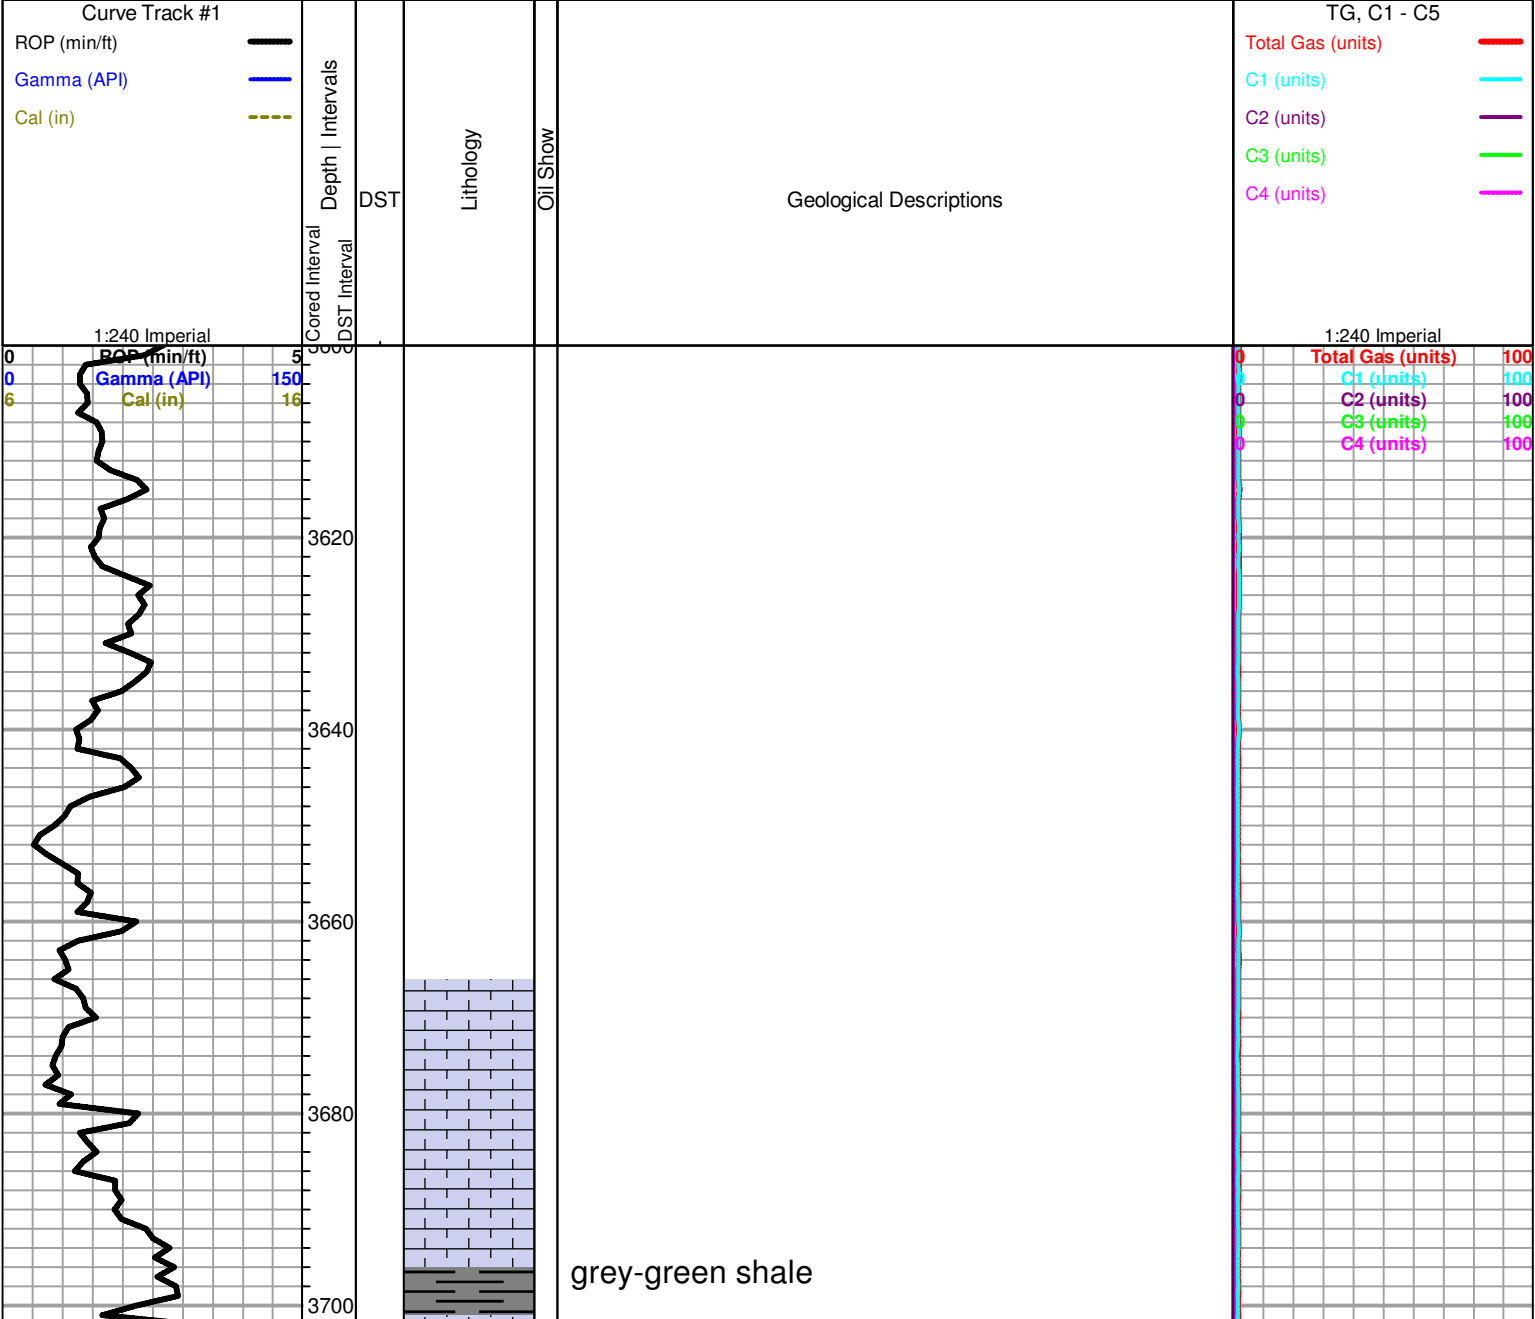 Curve Track #1
ROP (min/ft)
Gamma (API)
Cal (in)
1:240 Imperial
Depth | Intervals
Cored Interval
DST Interval
DST
Lithology
Oil Show
Geological Descriptions
TG, C1 - C5
Total Gas (units)
C1 (units)
C2 (units)
C3 (units)
C4 (units)
1:240 Imperial
0 ROP (min/ft) 5
0 Gamma (API) 150
6 Cal (in) 16
3600
0 Total Gas (units) 100
0 C1 (units) 100
0 C2 (units) 100
0 C3 (units) 100
0 C4 (units) 100
3620
3640
3660
3680
grey-green shale
3700